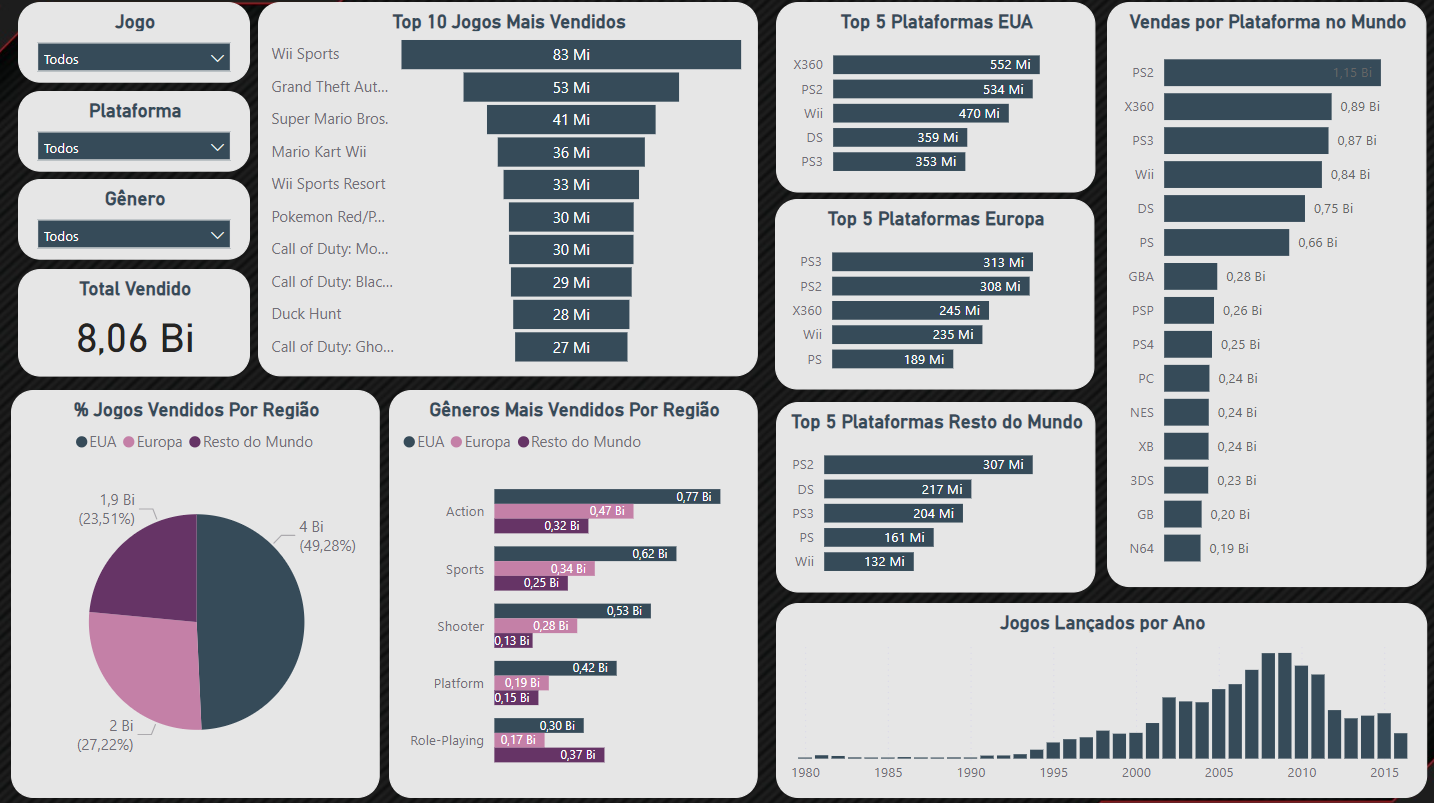 Jogo
Todos
Plataforma
Todos
Gênero
Todos
Total Vendido
8,06 Bi
Top 10 Jogos Mais Vendidos
Wii Sports 83 Mi
Grand Theft Aut... 53 Mi
Super Mario Bros. 41 Mi
Mario Kart Wii 36 Mi
Wii Sports Resort 33 Mi
Pokemon Red/P... 30 Mi
Call of Duty: Mo... 30 Mi
Call of Duty: Blac... 29 Mi
Duck Hunt 28 Mi
Call of Duty: Gho... 27 Mi
Top 5 Plataformas EUA
X360 552 Mi
PS2 534 Mi
Wii 470 Mi
DS 359 Mi
PS3 353 Mi
Top 5 Plataformas Europa
PS3 313 Mi
PS2 308 Mi
X360 245 Mi
Wii 235 Mi
PS 189 Mi
Top 5 Plataformas Resto do Mundo
PS2 307 Mi
DS 217 Mi
PS3 204 Mi
PS 161 Mi
Wii 132 Mi
Vendas por Plataforma no Mundo
PS2 1,15 Bi
X360 0,89 Bi
PS3 0,87 Bi
Wii 0,84 Bi
DS 0,75 Bi
PS 0,66 Bi
GBA 0,28 Bi
PSP 0,26 Bi
PS4 0,25 Bi
PC 0,24 Bi
NES 0,24 Bi
XB 0,24 Bi
3DS 0,23 Bi
GB 0,20 Bi
N64 0,19 Bi
% Jogos Vendidos Por Região
EUA Europa Resto do Mundo
1,9 Bi
(23,51%)
4 Bi
(49,28%)
2 Bi
(27,22%)
Gêneros Mais Vendidos Por Região
EUA Europa Resto do Mundo
0,77 Bi
Action 0,47 Bi
0,32 Bi
0,62 Bi
Sports 0,34 Bi
0,25 Bi
0,53 Bi
Shooter 0,28 Bi
0,13 Bi
0,42 Bi
Platform 0,19 Bi
0,15 Bi
0,30 Bi
Role-Playing 0,17 Bi
0,37 Bi
Jogos Lançados por Ano
1980 1985 1990 1995 2000 2005 2010 2015